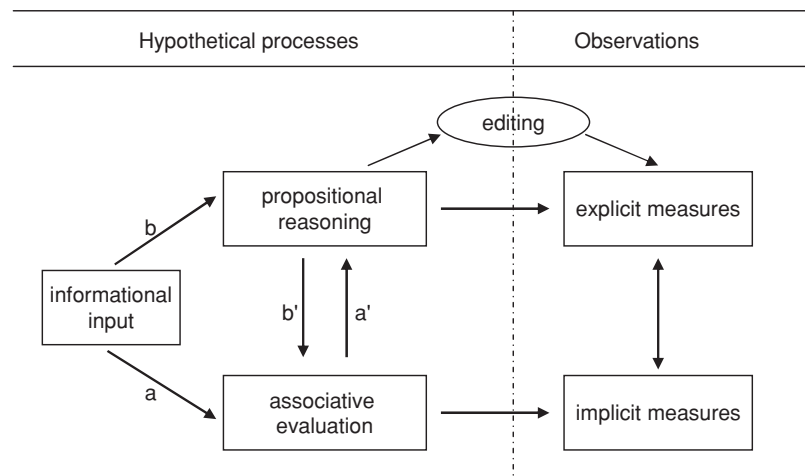 Hypothetical processes
Observations
editing
propositional
reasoning
explicit measures
b
informational
input
b'
a'
a
associative
evaluation
implicit measures